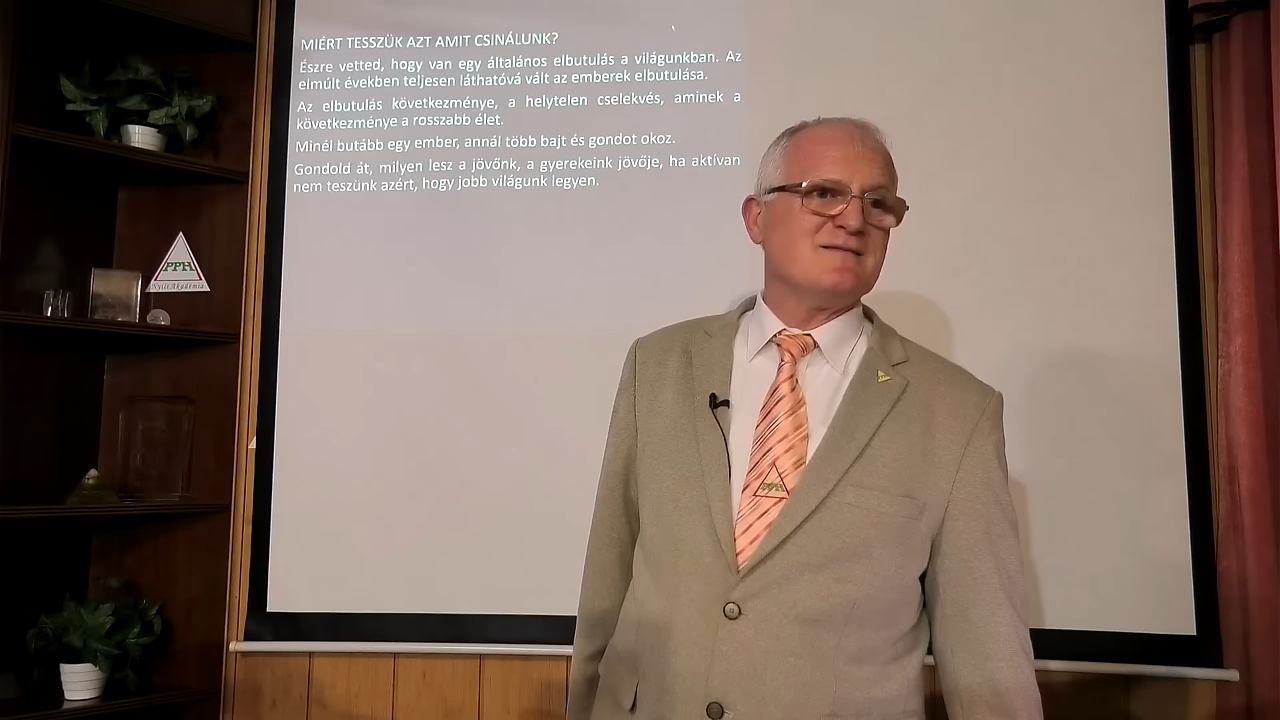 MIÉRT TESSZÜK AZT AMIT CSINÁLUNK?
Észre vetted, hogy van egy általános elbutulás a világunkban. Az
elmúlt években teljesen láthatóvá vált az emberek elbutulása.
Az elbutulás következménye, a helytelen cselekvés, aminek a
következménye a rosszabb élet.
Minél butább egy ember, annál több bajt és gondot okoz.
Gondold át, milyen lesz a jövőnk, a gyerekeink jövője, ha aktívan
nem teszünk azért, hogy jobb világunk legyen.
PPH
Nyílt Akadémia
PPH